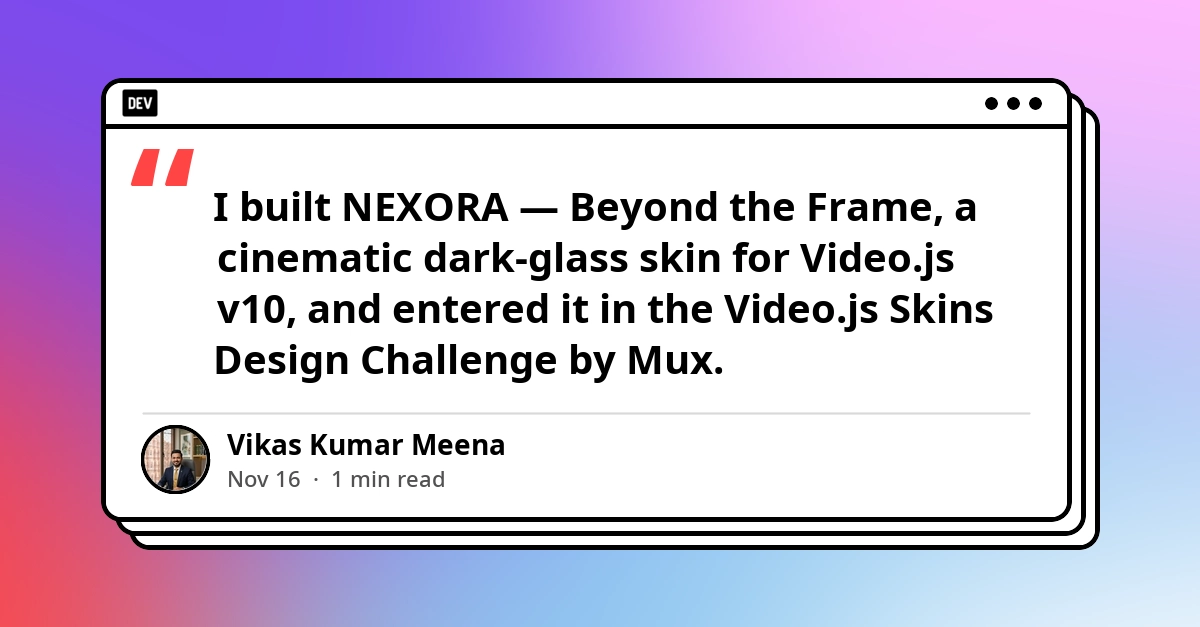 DEV
I built NEXORA — Beyond the Frame, a
cinematic dark-glass skin for Video.js
v10, and entered it in the Video.js Skins
Design Challenge by Mux.
Vikas Kumar Meena
Nov 16 · 1 min read